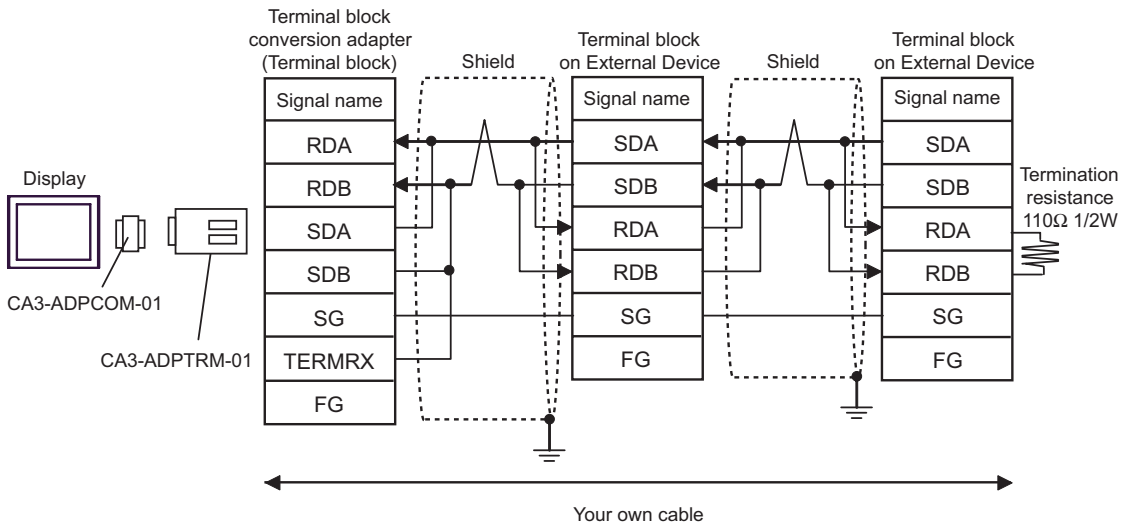 Terminal block
conversion adapter
(Terminal block)
Shield
Terminal block
on External Device
Shield
Terminal block
on External Device
Display
CA3-ADPCOM-01
CA3-ADPTRM-01
Signal name
RDA
RDB
SDA
SDB
SG
TERMRX
FG
Signal name
SDA
SDB
RDA
RDB
SG
FG
Signal name
SDA
SDB
RDA
RDB
SG
FG
Termination
resistance
110Ω 1/2W
Your own cable